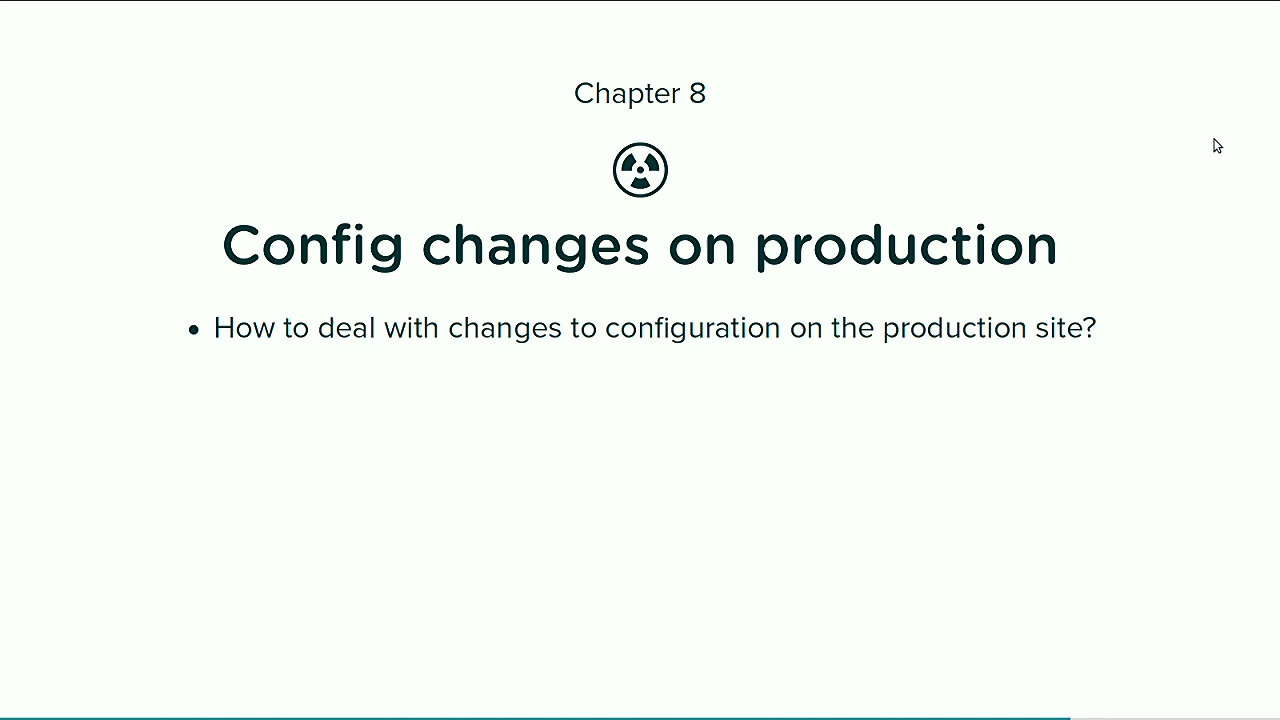 Chapter 8
Config changes on production
• How to deal with changes to configuration on the production site?